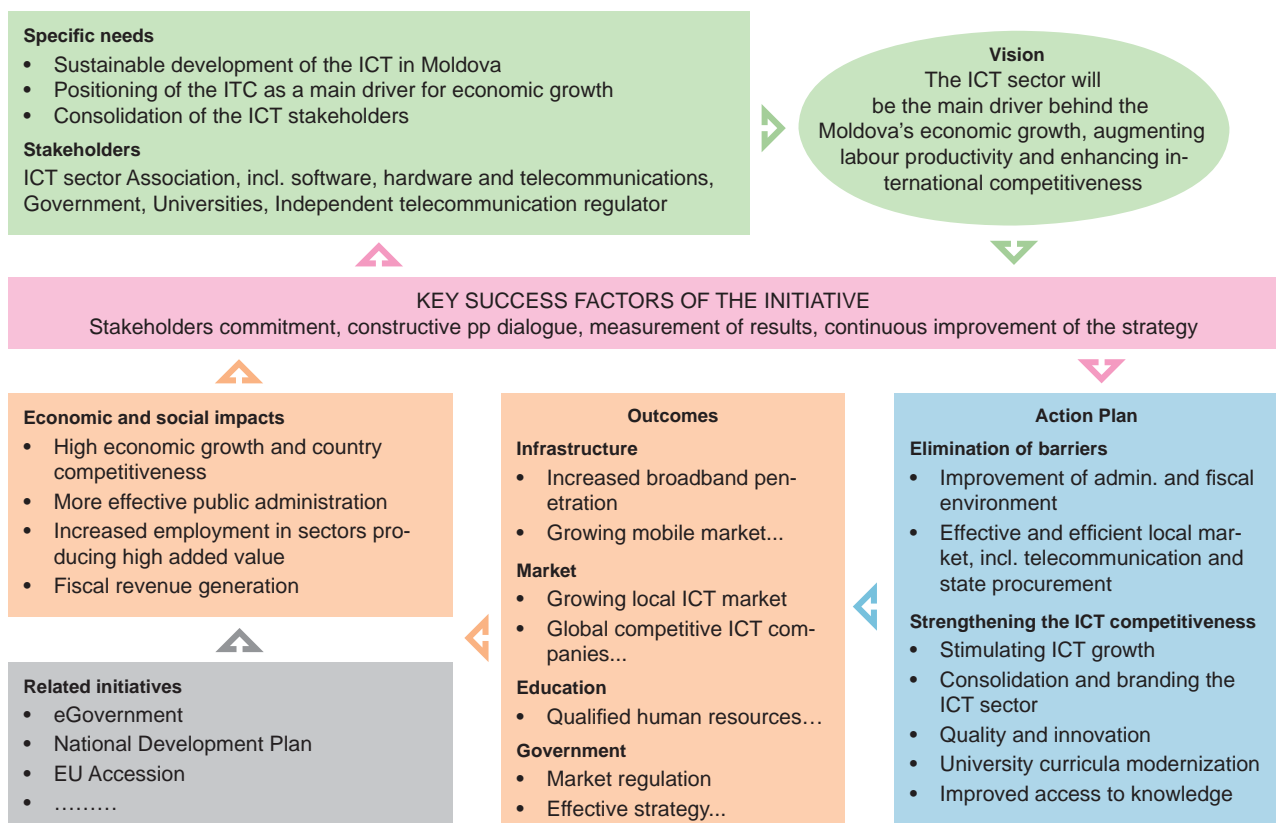 Specific needs
• Sustainable development of the ICT in Moldova
• Positioning of the ITC as a main driver for economic growth
• Consolidation of the ICT stakeholders
Stakeholders
ICT sector Association, incl. software, hardware and telecommunications,
Government, Universities, Independent telecommunication regulator
Vision
The ICT sector will
be the main driver behind the
Moldova's economic growth, augmenting
labour productivity and enhancing in-
ternational competitiveness
KEY SUCCESS FACTORS OF THE INITIATIVE
Stakeholders commitment, constructive pp dialogue, measurement of results, continuous improvement of the strategy
Economic and social impacts
• High economic growth and country
competitiveness
• More effective public administration
• Increased employment in sectors pro-
ducing high added value
• Fiscal revenue generation
Related initiatives
• eGovernment
• National Development Plan
• EU Accession
• ………
Outcomes
Infrastructure
• Increased broadband pen-
etration
• Growing mobile market...
Market
• Growing local ICT market
• Global competitive ICT com-
panies...
Education
• Qualified human resources…
Government
• Market regulation
• Effective strategy...
Action Plan
Elimination of barriers
• Improvement of admin. and fiscal
environment
• Effective and efficient local mar-
ket, incl. telecommunication and
state procurement
Strengthening the ICT competitiveness
• Stimulating ICT growth
• Consolidation and branding the
ICT sector
• Quality and innovation
• University curricula modernization
• Improved access to knowledge